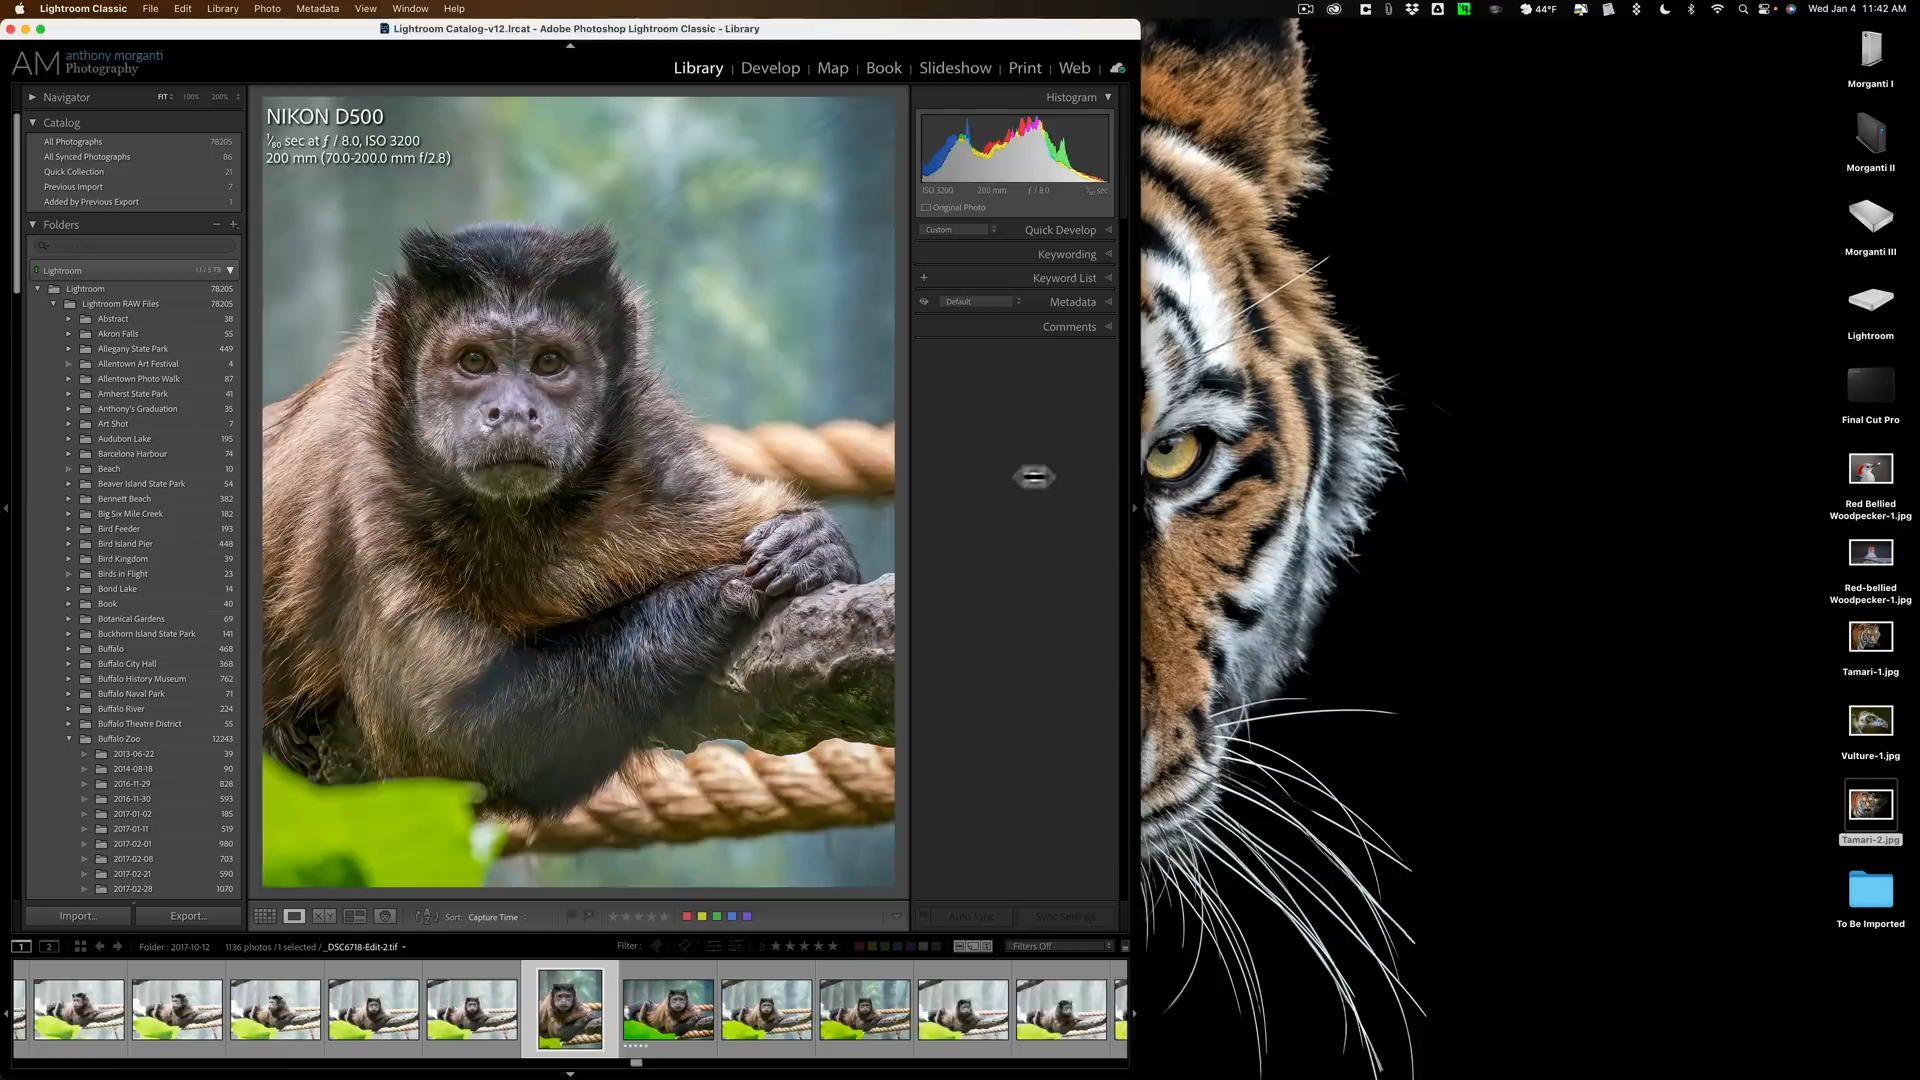 Lightroom Classic File Edit Library Photo Metadata View Window Help
44°F Wed Jan 4 11:42 AM
Lightroom Catalog-v12.lrcat - Adobe Photoshop Lightroom Classic - Library
AM anthony morganti
Photography
Library | Develop | Map | Book | Slideshow | Print | Web
Navigator FIT 100% 200%
Catalog
All Photographs 78205
All Synced Photographs 86
Quick Collection 21
Previous Import 7
Added by Previous Export 1
Folders
Lightroom 1.1 / 5 TB
Lightroom 78205
Lightroom RAW Files 78205
Abstract 38
Akron Falls 55
Allegany State Park 449
Allentown Art Festival 4
Allentown Photo Walk 87
Amherst State Park 41
Anthony's Graduation 35
Art Shot 7
Audubon Lake 195
Barcelona Harbour 74
Beach 10
Beaver Island State Park 54
Bennett Beach 382
Big Six Mile Creek 182
Bird Feeder 193
Bird Island Pier 448
Bird Kingdom 39
Birds in Flight 23
Bond Lake 14
Book 40
Botanical Gardens 69
Buckhorn Island State Park 141
Buffalo 468
Buffalo City Hall 368
Buffalo History Museum 762
Buffalo Naval Park 71
Buffalo River 224
Buffalo Theatre District 55
Buffalo Zoo 12243
2013-06-22 39
2014-08-18 90
2016-11-29 828
2016-11-30 593
2017-01-02 185
2017-01-11 519
2017-02-01 980
2017-02-08 703
2017-02-21 590
2017-02-28 1070
Import... Export...
NIKON D500
1/80 sec at ƒ / 8.0, ISO 3200
200 mm (70.0-200.0 mm f/2.8)
Histogram
ISO 3200 200 mm ƒ / 8.0 1/80 sec
Original Photo
Custom Quick Develop
Keywording
+ Keyword List
Default Metadata
Comments
XY Sort: Capture Time
Auto Sync Sync Settings
1 2 Folder : 2017-10-12 1136 photos / 1 selected / _DSC6718-Edit-2.tif Filter : Filters Off
Morganti I
Morganti II
Morganti III
Lightroom
Final Cut Pro
Red Bellied
Woodpecker-1.jpg
Red-bellied
Woodpecker-1.jpg
Tamari-1.jpg
Vulture-1.jpg
Tamari-2.jpg
To Be Imported